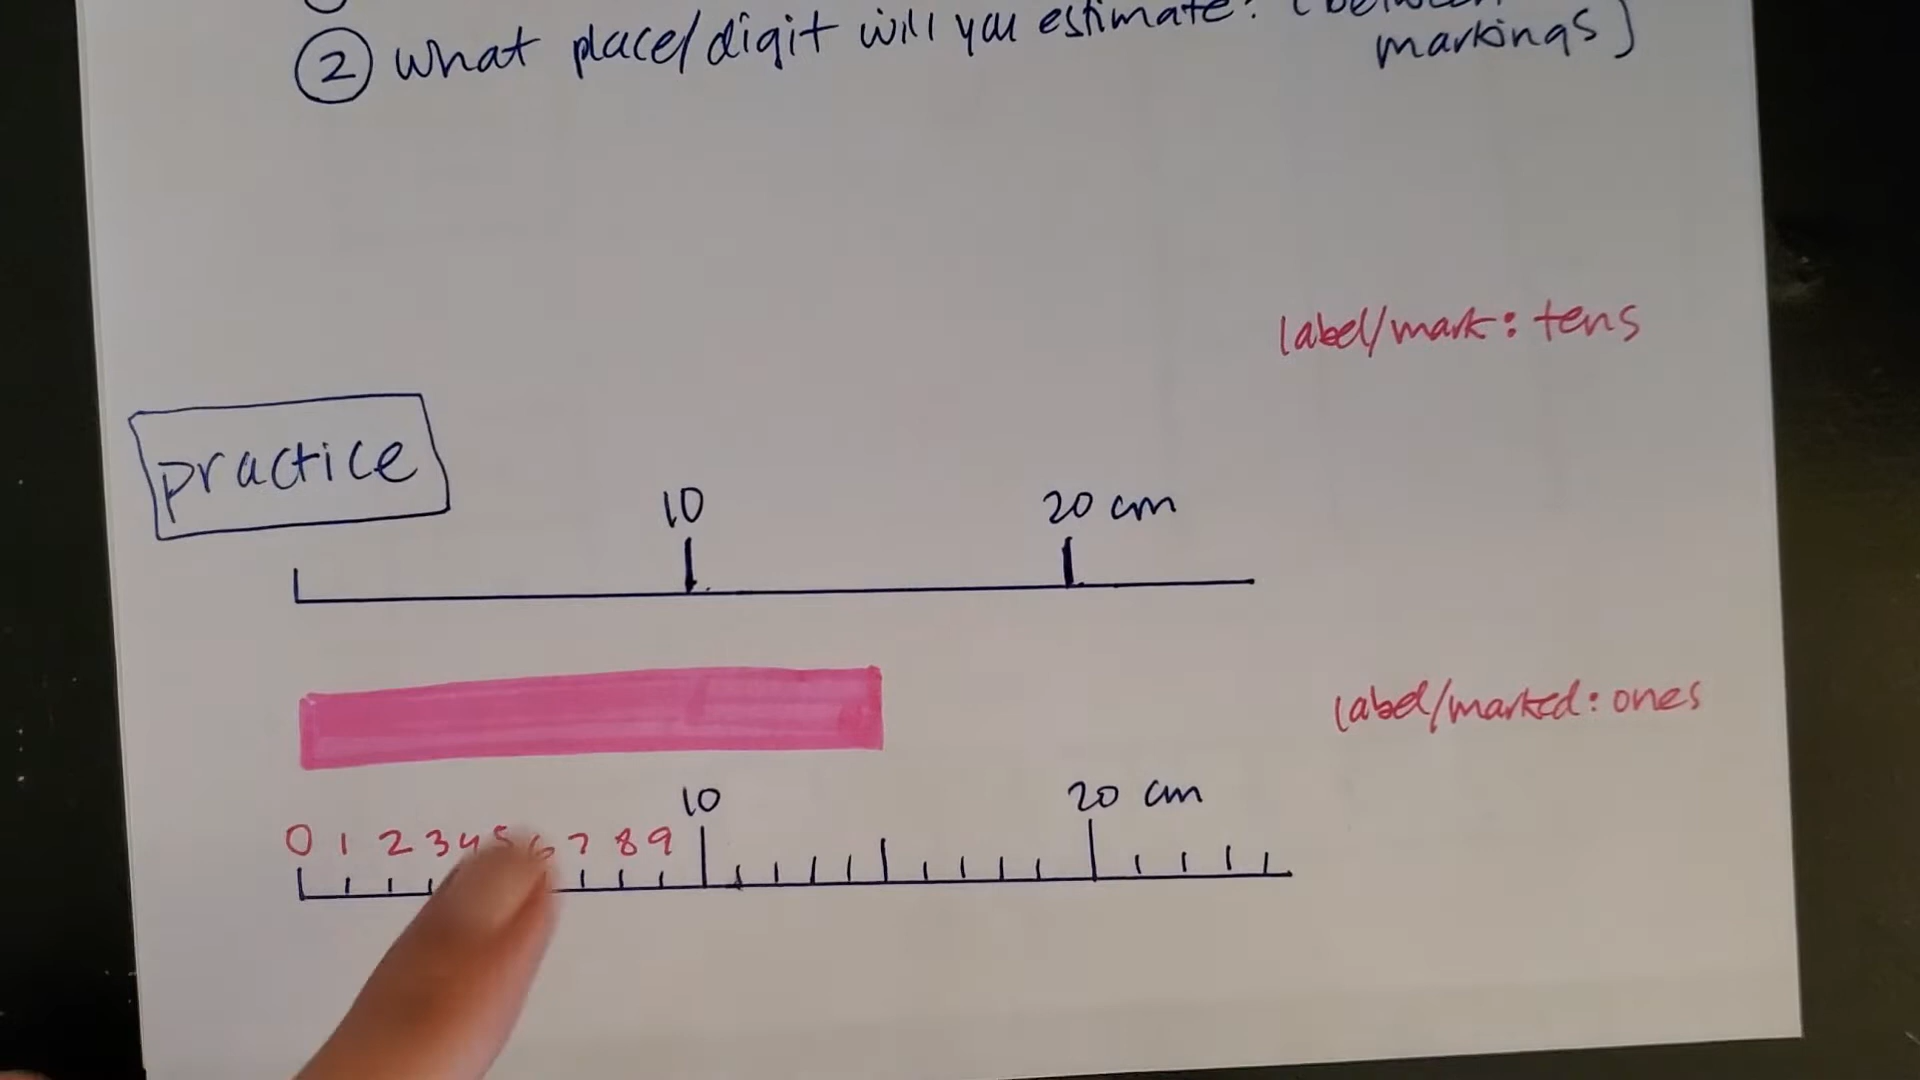 ② What place/digit will you estimate? (between
markings)
label/mark: tens
practice
10 20 cm
label/marked: ones
10 20 cm
0 1 2 3 4 5 6 7 8 9